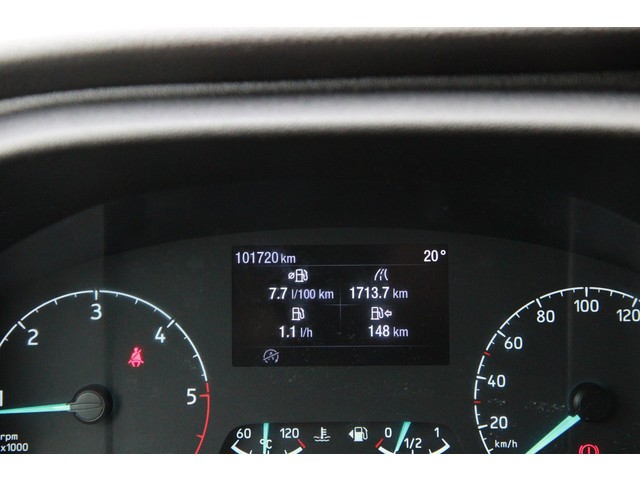 101720 km 20°
7.7 l/100 km 1713.7 km
1.1 l/h 148 km
1 2 3 4 5
rpm
x1000
60 °C 120
0 1/2 1
20 40 60 80 100 120
km/h